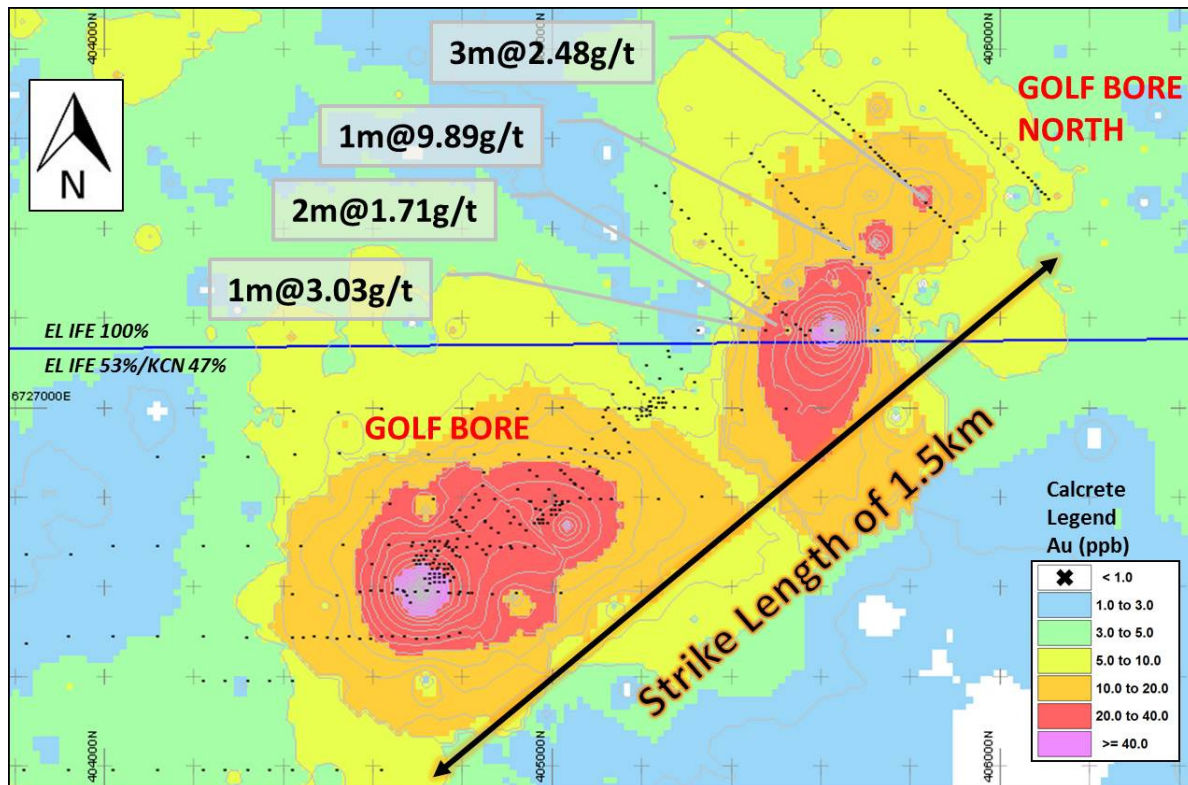 404000N
406000N
3m@2.48g/t
GOLF BORE
NORTH
1m@9.89g/t
N
2m@1.71g/t
1m@3.03g/t
EL IFE 100%
EL IFE 53%/KCN 47%
6727000E
GOLF BORE
Strike Length of 1.5km
Calcrete
Legend
Au (ppb)
< 1.0
1.0 to 3.0
3.0 to 5.0
5.0 to 10.0
10.0 to 20.0
20.0 to 40.0
>= 40.0
404000N
405000N
406000N